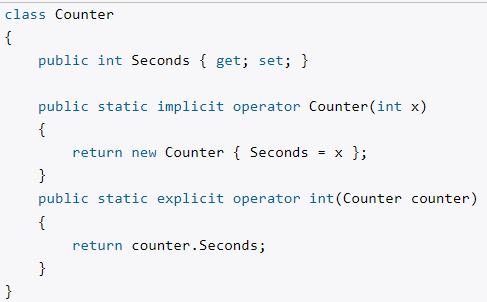 class Counter
{
    public int Seconds { get; set; }

    public static implicit operator Counter(int x)
    {
        return new Counter { Seconds = x };
    }
    public static explicit operator int(Counter counter)
    {
        return counter.Seconds;
    }
}